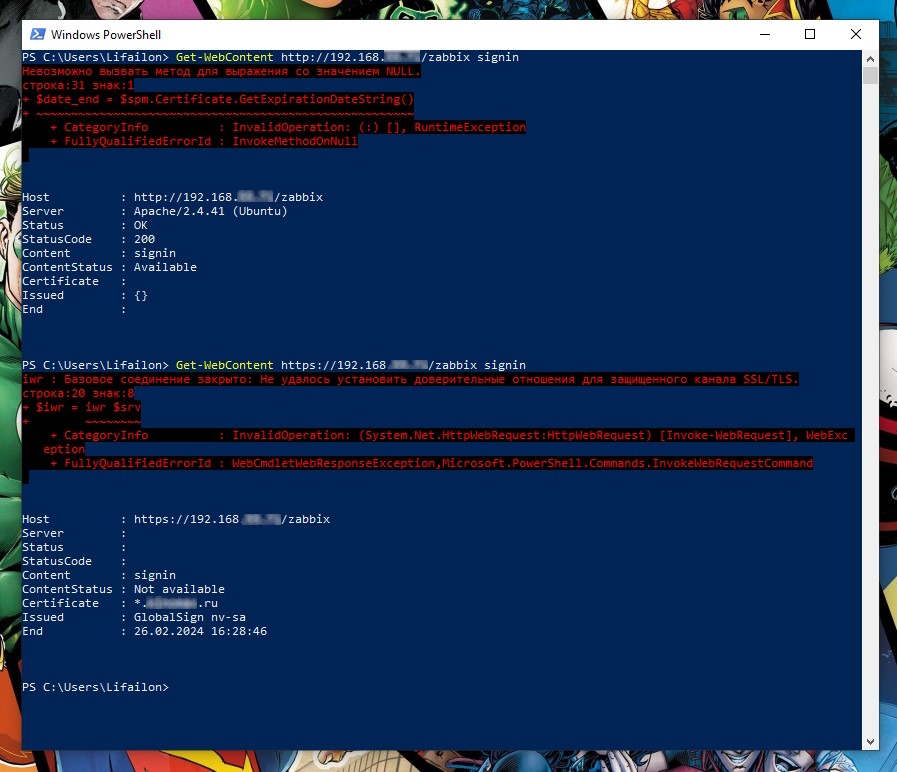 Windows PowerShell
PS C:\Users\Lifailon> Get-WebContent http://192.168. /zabbix signin
Невозможно вызвать метод для выражения со значением NULL.
строка:31 знак:1
+ $date_end = $spm.Certificate.GetExpirationDateString()
+ ~~~~~~~~~~~~~~~~~~~~~~~~~~~~~~~~~~~~~~~~~~~~~~~~~~~~~~
+ CategoryInfo : InvalidOperation: (:) [], RuntimeException
+ FullyQualifiedErrorId : InvokeMethodOnNull
Host : http://192.168. /zabbix
Server : Apache/2.4.41 (Ubuntu)
Status : OK
StatusCode : 200
Content : signin
ContentStatus : Available
Certificate :
Issued : {}
End :
PS C:\Users\Lifailon> Get-WebContent https://192.168. /zabbix signin
iwr : Базовое соединение закрыто: Не удалось установить доверительные отношения для защищенного канала SSL/TLS.
строка:20 знак:8
+ $iwr = iwr $srv
+ ~~~~~~~~
+ CategoryInfo : InvalidOperation: (System.Net.HttpWebRequest:HttpWebRequest) [Invoke-WebRequest], WebExc
eption
+ FullyQualifiedErrorId : WebCmdletWebResponseException,Microsoft.PowerShell.Commands.InvokeWebRequestCommand
Host : https://192.168. /zabbix
Server :
Status :
StatusCode :
Content : signin
ContentStatus : Not available
Certificate : *. .ru
Issued : GlobalSign nv-sa
End : 26.02.2024 16:28:46
PS C:\Users\Lifailon>